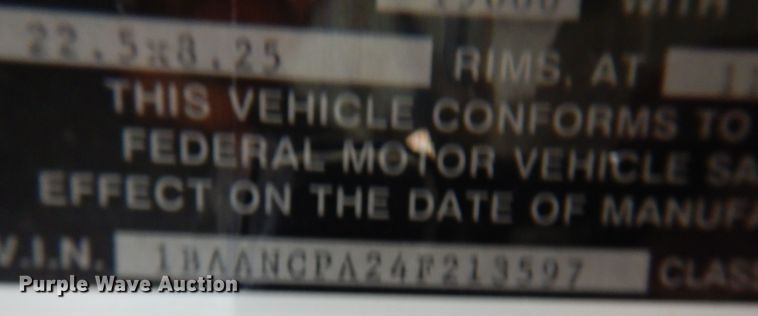 WITH
22.5x8.25 RIMS, AT
THIS VEHICLE CONFORMS TO
FEDERAL MOTOR VEHICLE SA
EFFECT ON THE DATE OF MANUFA
V.I.N. 1BAANCPA24F213597 CLASS
Purple Wave Auction